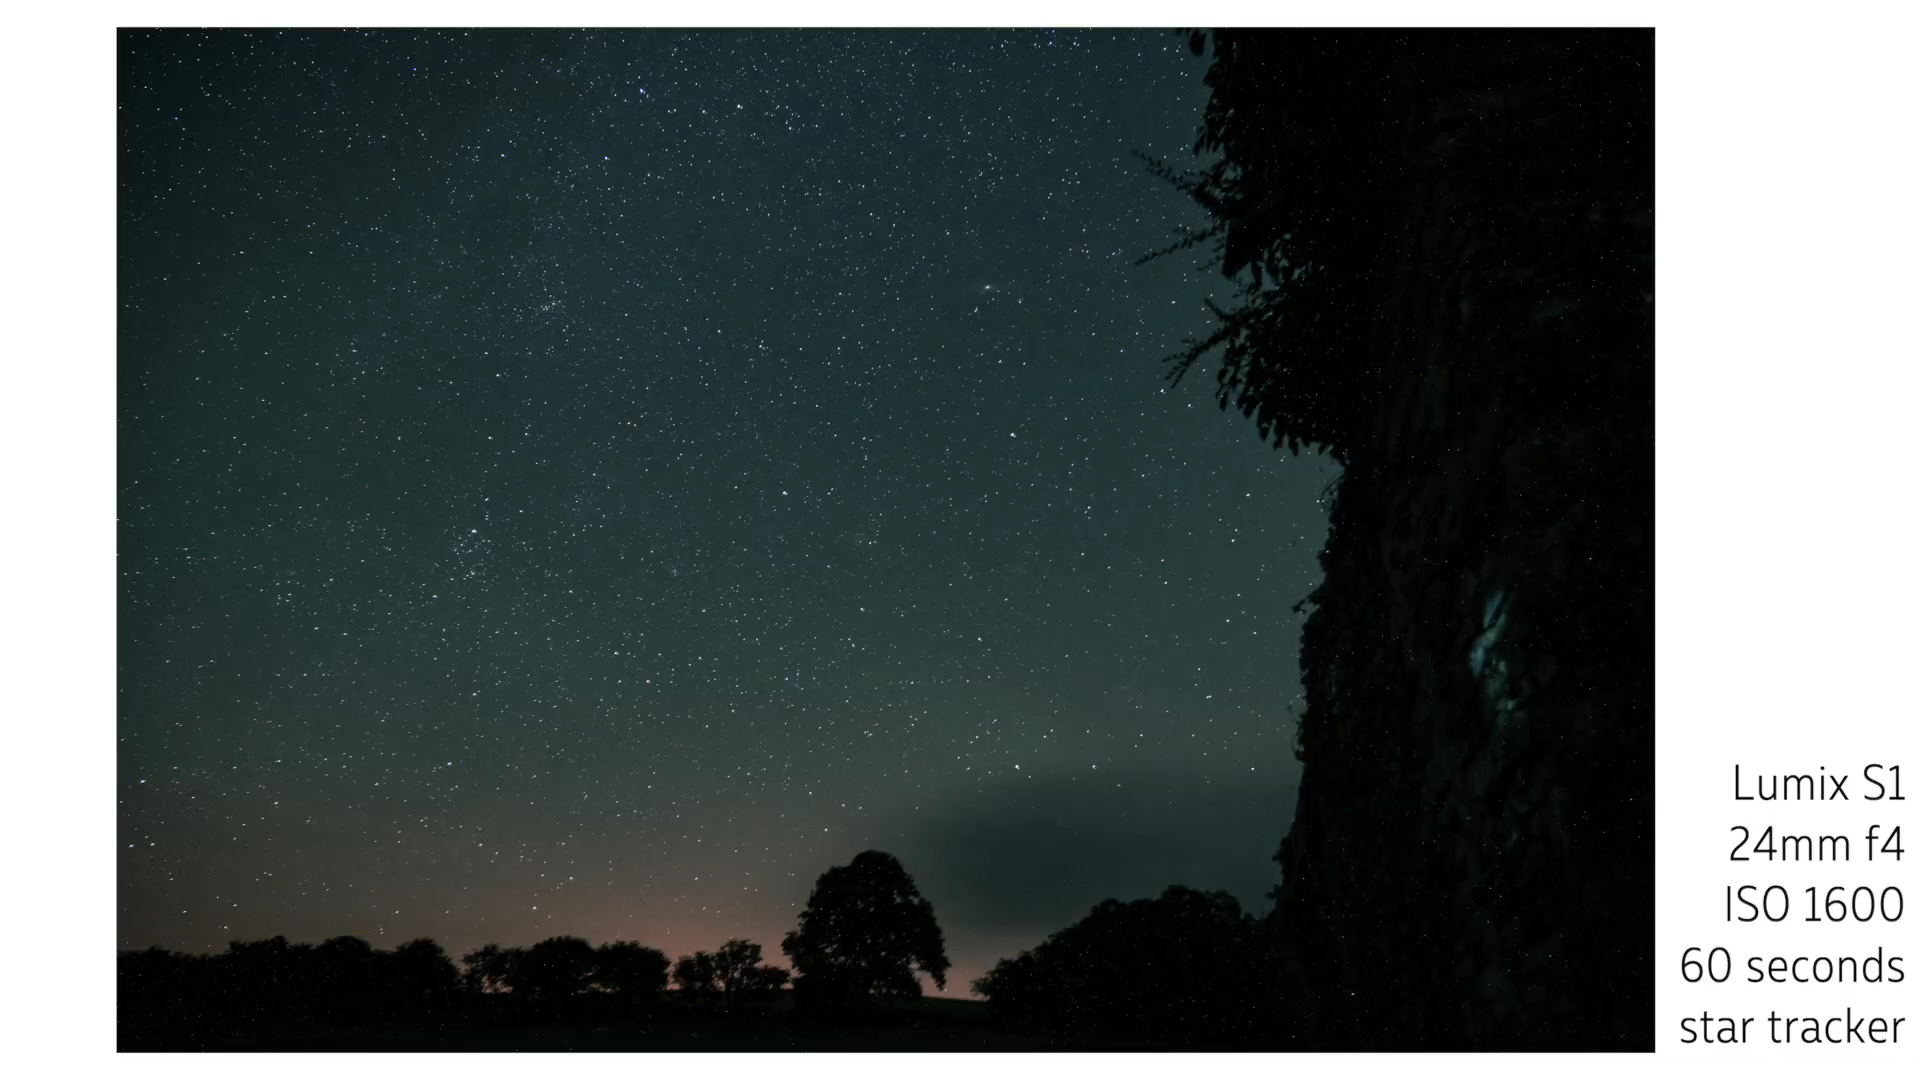 Lumix S1
24mm f4
ISO 1600
60 seconds
star tracker